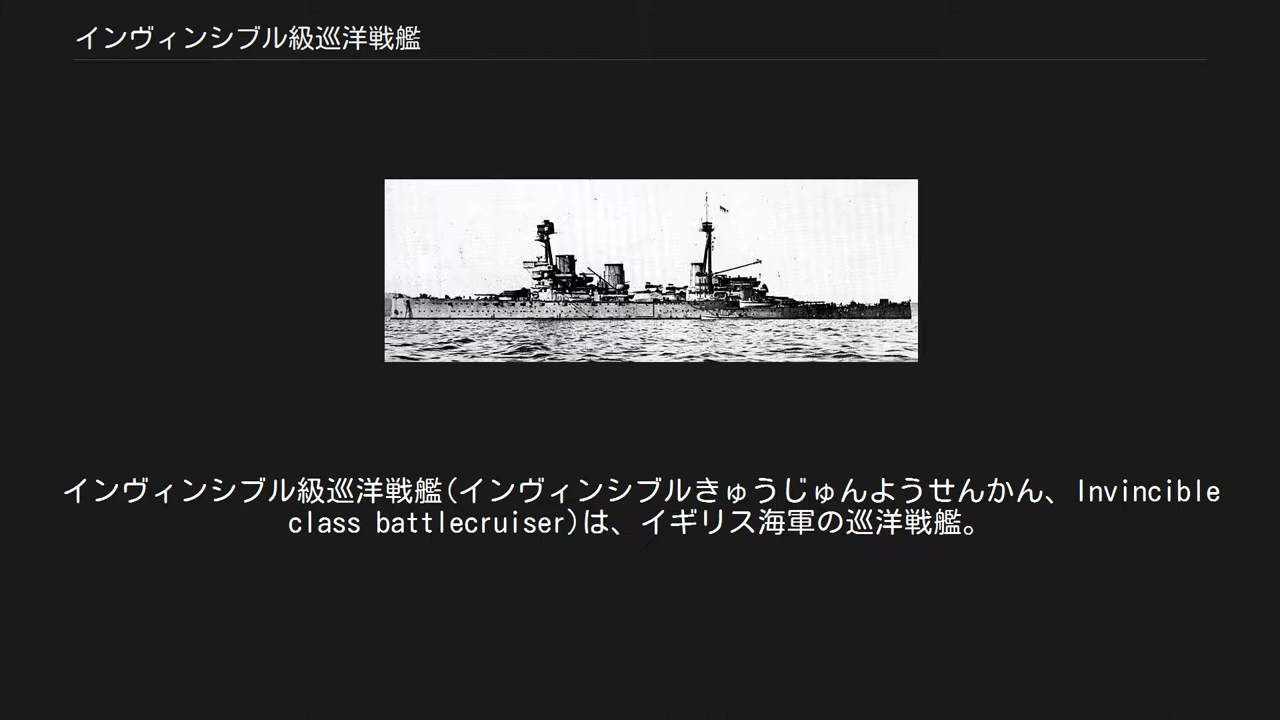 インヴィンシブル級巡洋戦艦
インヴィンシブル級巡洋戦艦(インヴィンシブルきゅうじゅんようせんかん、Invincible
class battlecruiser)は、イギリス海軍の巡洋戦艦。